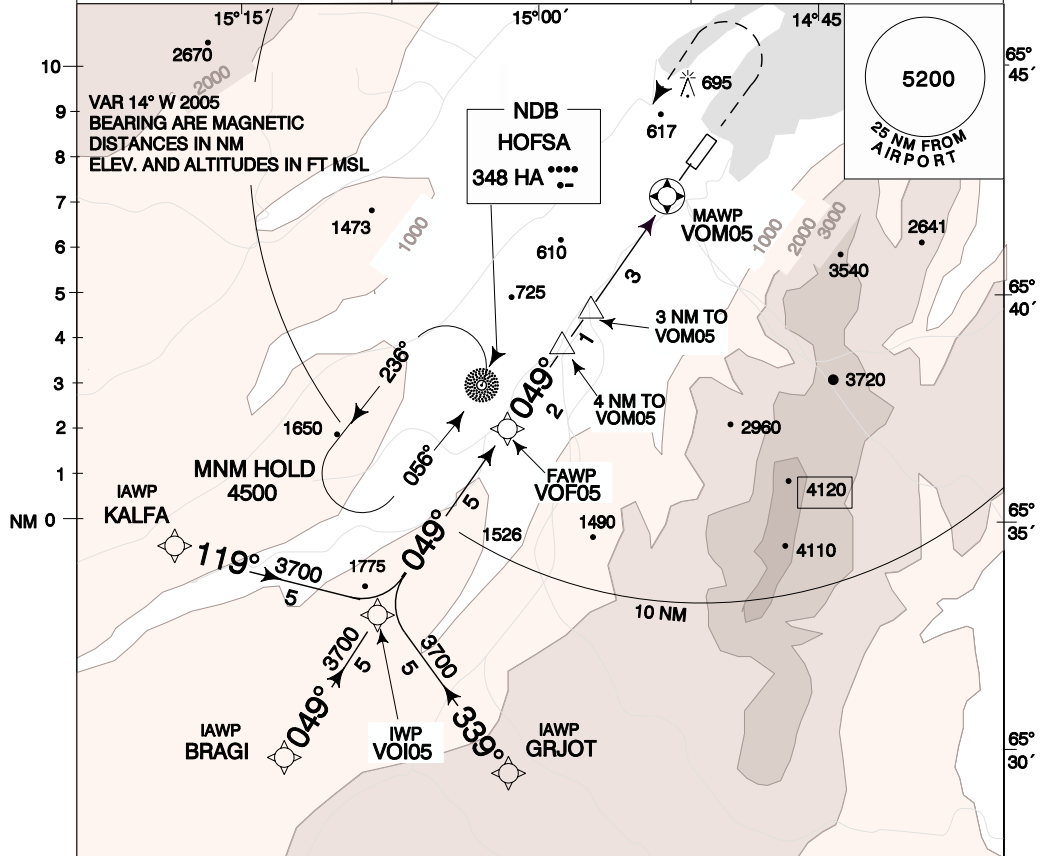 15°15′
15°00′
14°45
65°
45′
2670
2000
10
9
8
7
6
5
4
3
2
1
NM 0
VAR 14° W 2005
BEARING ARE MAGNETIC
DISTANCES IN NM
ELEV. AND ALTITUDES IN FT MSL
NDB
HOFSA
348 HA
695
617
5200
25 NM FROM
AIRPORT
1473
1000
610
725
MAWP
VOM05
1000
2000
3000
2641
3540
65°
40′
3
3 NM TO
VOM05
1
4 NM TO
VOM05
3720
2960
236°
049°
2
1650
056°
MNM HOLD
4500
FAWP
VOF05
5
4120
4110
IAWP
KALFA
119°
3700
5
1775
049°
1526
1490
65°
35′
10 NM
3700
5
3700
5
049°
339°
IAWP
BRAGI
IWP
VOI05
IAWP
GRJOT
65°
30′